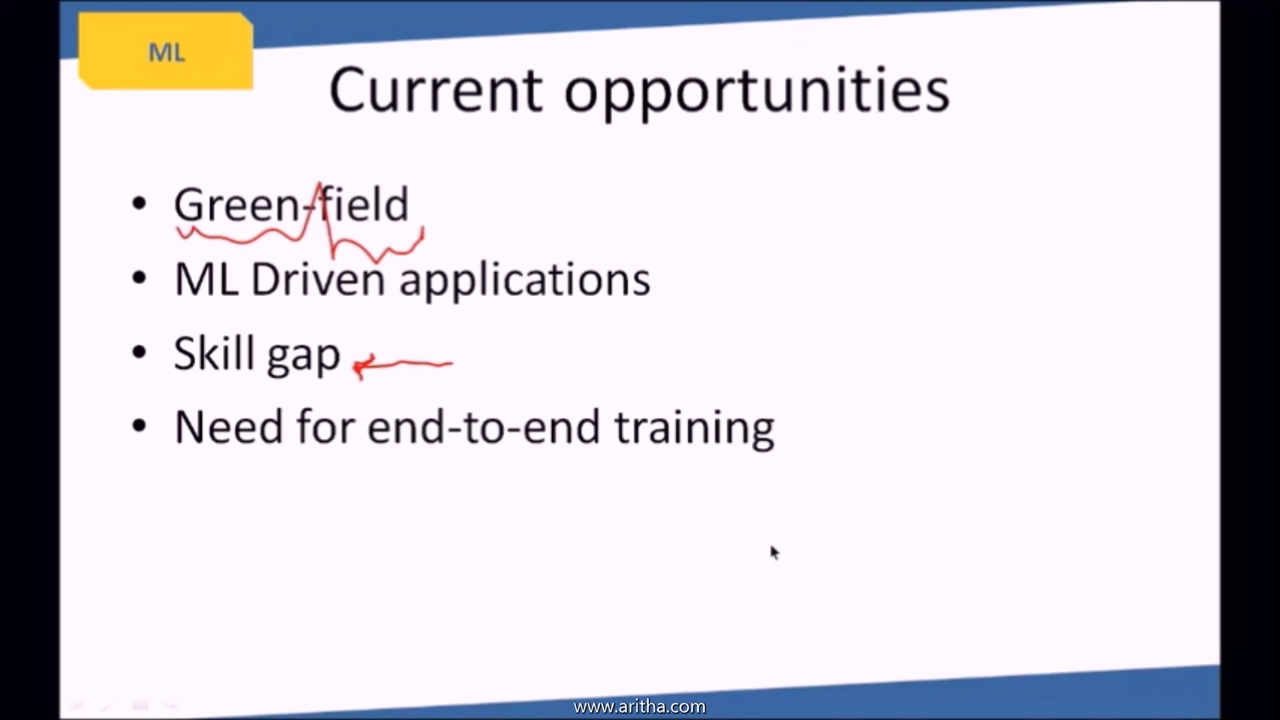 ML
Current opportunities
• Green-field
• ML Driven applications
• Skill gap
• Need for end-to-end training
www.aritha.com